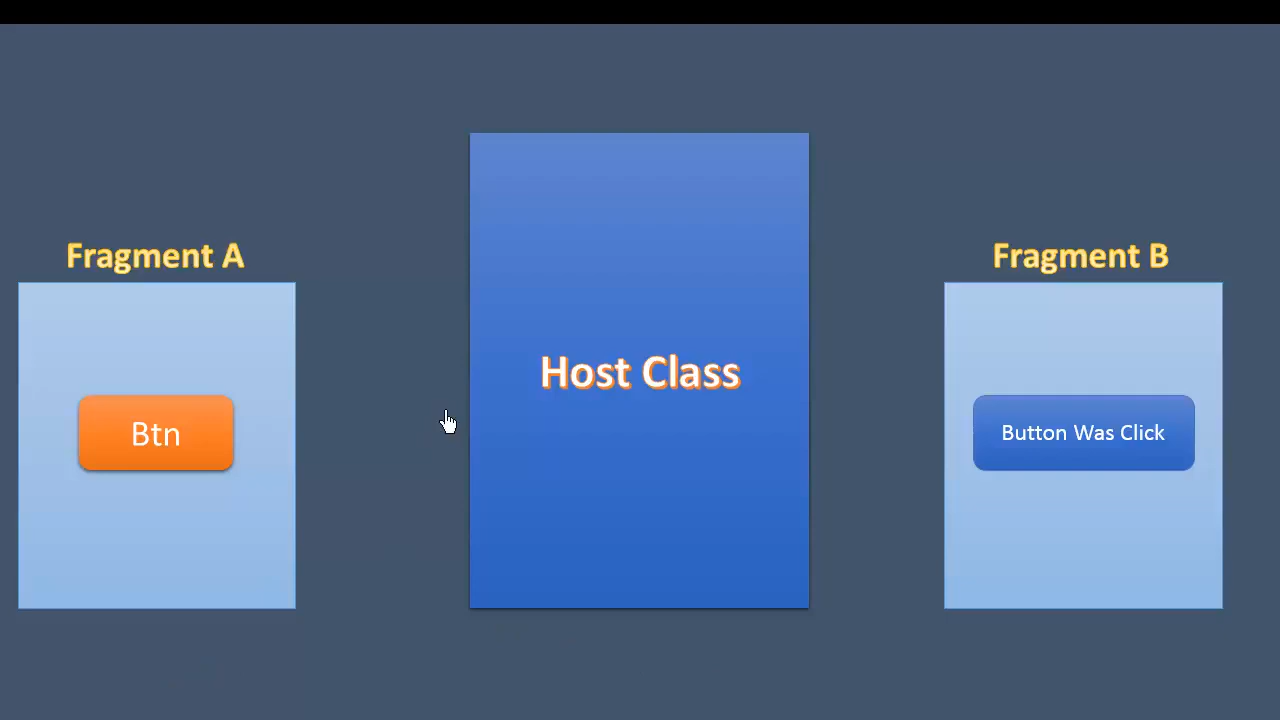 Fragment A
Btn
Host Class
Fragment B
Button Was Click